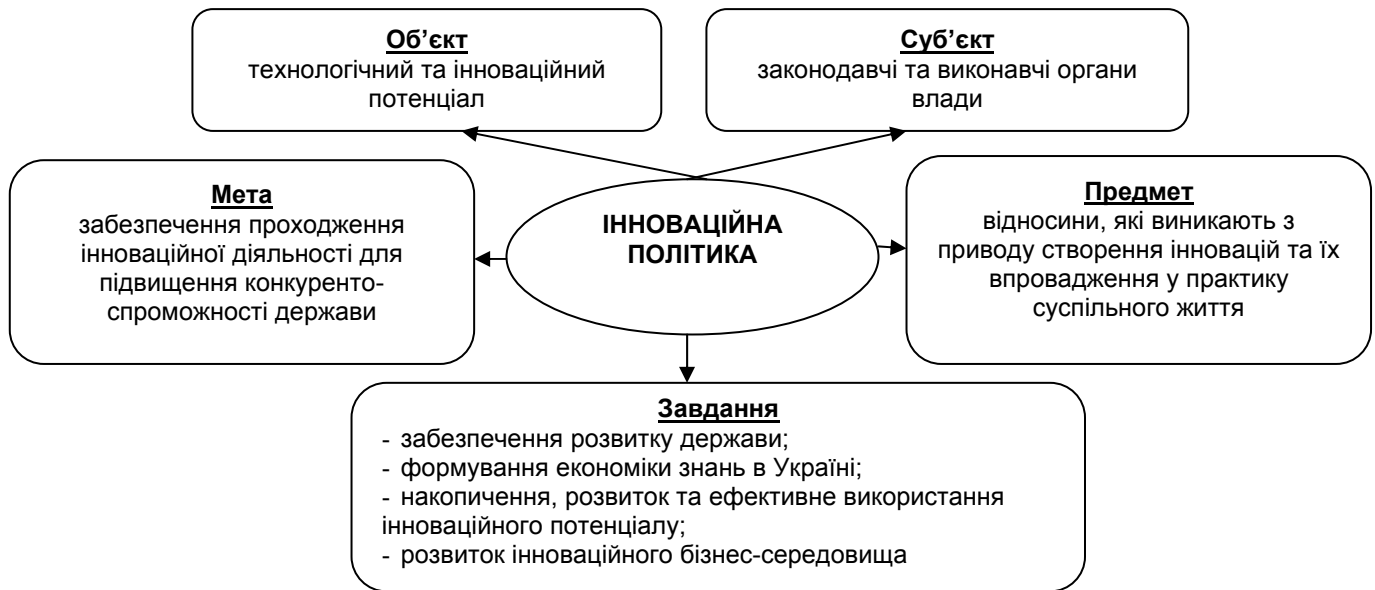 Об’єкт
технологічний та інноваційний
потенціал
Суб’єкт
законодавчі та виконавчі органи
влади
Мета
забезпечення проходження
інноваційної діяльності для
підвищення конкуренто-
спроможності держави
ІННОВАЦІЙНА
ПОЛІТИКА
Предмет
відносини, які виникають з
приводу створення інновацій та їх
впровадження у практику
суспільного життя
Завдання
- забезпечення розвитку держави;
- формування економіки знань в Україні;
- накопичення, розвиток та ефективне використання
інноваційного потенціалу;
- розвиток інноваційного бізнес-середовища